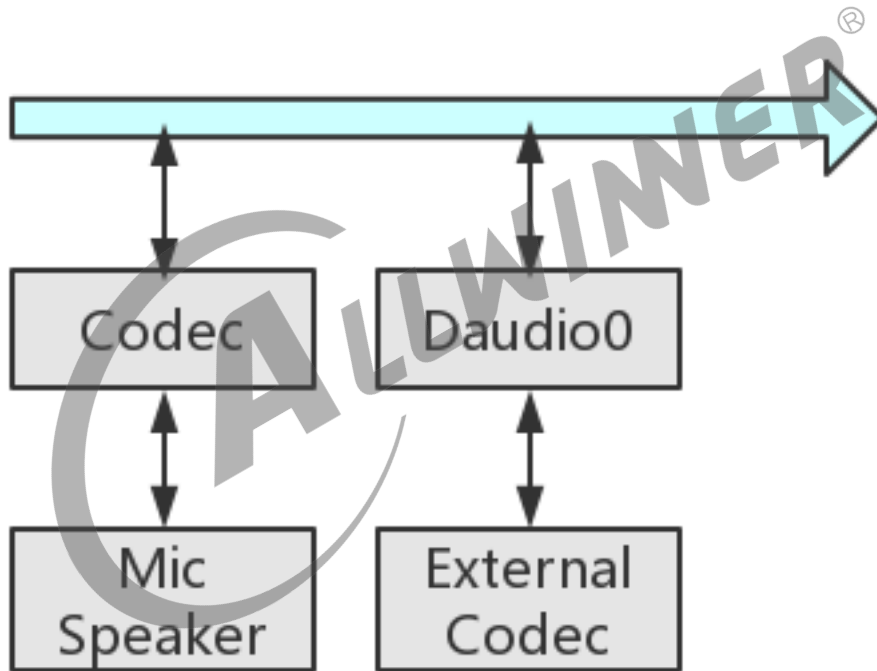 ALLWINNER®
Codec
Daudio0
Mic
Speaker
External
Codec